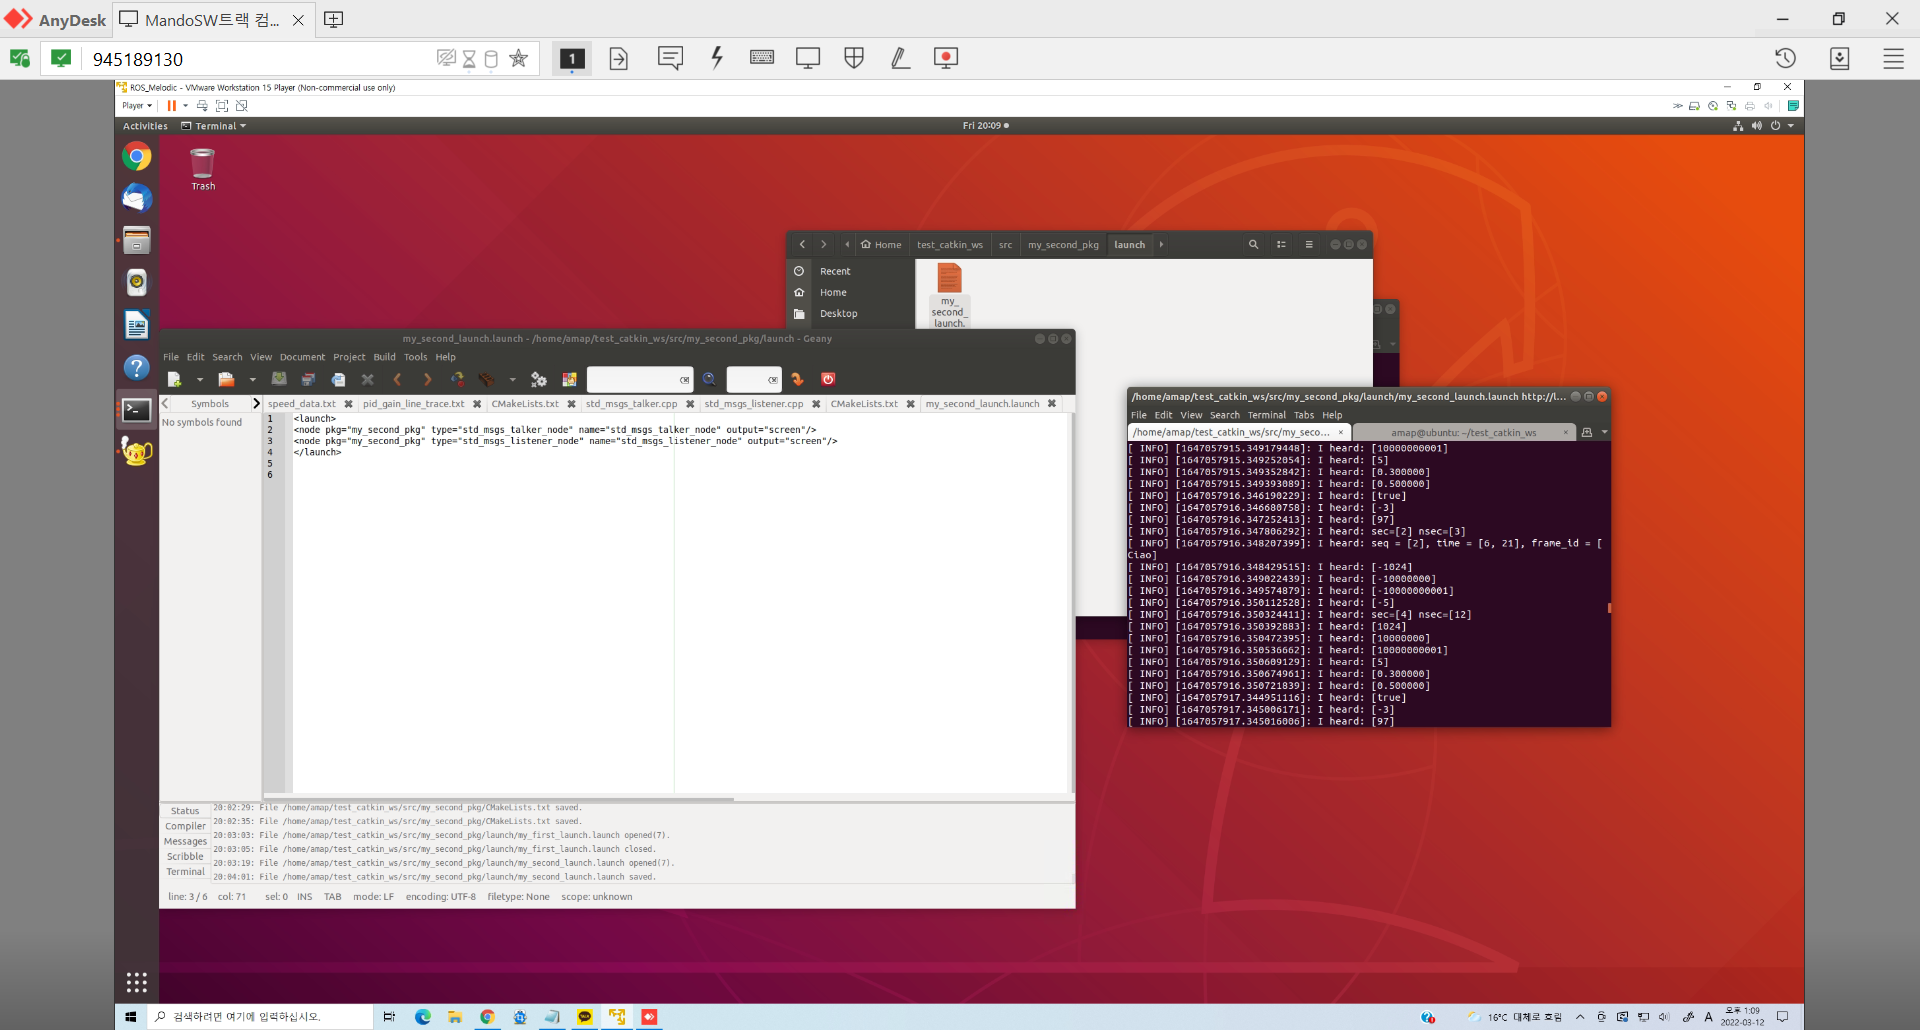 AnyDesk
MandoSW트랙 컴...
945189130
1
ROS_Melodic - VMware Workstation 15 Player (Non-commercial use only)
Player
Activities
Terminal
Fri 20:09
Trash
Home
test_catkin_ws
src
my_second_pkg
launch
Recent
Home
Desktop
my_
second_
launch.
my_second_launch.launch - /home/amap/test_catkin_ws/src/my_second_pkg/launch - Geany
File Edit Search View Document Project Build Tools Help
Symbols
speed_data.txt
pid_gain_line_trace.txt
CMakeLists.txt
std_msgs_talker.cpp
std_msgs_listener.cpp
CMakeLists.txt
my_second_launch.launch
No symbols found
1 <launch>
2 <node pkg="my_second_pkg" type="std_msgs_talker_node" name="std_msgs_talker_node" output="screen"/>
3 <node pkg="my_second_pkg" type="std_msgs_listener_node" name="std_msgs_listener_node" output="screen"/>
4 </launch>
5
6
Status
Compiler
Messages
Scribble
Terminal
20:02:29: File /home/amap/test_catkin_ws/src/my_second_pkg/CMakeLists.txt saved.
20:02:35: File /home/amap/test_catkin_ws/src/my_second_pkg/CMakeLists.txt saved.
20:03:03: File /home/amap/test_catkin_ws/src/my_second_pkg/launch/my_first_launch.launch opened(7).
20:03:05: File /home/amap/test_catkin_ws/src/my_second_pkg/launch/my_first_launch.launch closed.
20:03:19: File /home/amap/test_catkin_ws/src/my_second_pkg/launch/my_second_launch.launch opened(7).
20:04:01: File /home/amap/test_catkin_ws/src/my_second_pkg/launch/my_second_launch.launch saved.
line: 3 / 6 col: 71 sel: 0 INS TAB mode: LF encoding: UTF-8 filetype: None scope: unknown
/home/amap/test_catkin_ws/src/my_second_pkg/launch/my_second_launch.launch http://l...
File Edit View Search Terminal Tabs Help
/home/amap/test_catkin_ws/src/my_seco...
amap@ubuntu: ~/test_catkin_ws
[ INFO] [1647057915.349179448]: I heard: [10000000001]
[ INFO] [1647057915.349252054]: I heard: [5]
[ INFO] [1647057915.349352842]: I heard: [0.300000]
[ INFO] [1647057915.349393089]: I heard: [0.500000]
[ INFO] [1647057916.346190229]: I heard: [true]
[ INFO] [1647057916.346680758]: I heard: [-3]
[ INFO] [1647057916.347252413]: I heard: [97]
[ INFO] [1647057916.347806292]: I heard: sec=[2] nsec=[3]
[ INFO] [1647057916.348207399]: I heard: seq = [2], time = [6, 21], frame_id = [
Ciao]
[ INFO] [1647057916.348429515]: I heard: [-1024]
[ INFO] [1647057916.349022439]: I heard: [-10000000]
[ INFO] [1647057916.349574879]: I heard: [-10000000001]
[ INFO] [1647057916.350112528]: I heard: [-5]
[ INFO] [1647057916.350324411]: I heard: sec=[4] nsec=[12]
[ INFO] [1647057916.350392883]: I heard: [1024]
[ INFO] [1647057916.350472395]: I heard: [10000000]
[ INFO] [1647057916.350536662]: I heard: [10000000001]
[ INFO] [1647057916.350609129]: I heard: [5]
[ INFO] [1647057916.350674961]: I heard: [0.300000]
[ INFO] [1647057916.350721839]: I heard: [0.500000]
[ INFO] [1647057917.344951116]: I heard: [true]
[ INFO] [1647057917.345006171]: I heard: [-3]
[ INFO] [1647057917.345016006]: I heard: [97]
검색하려면 여기에 입력하십시오.
16°C 대체로 흐림
A
오후 1:09
2022-03-12